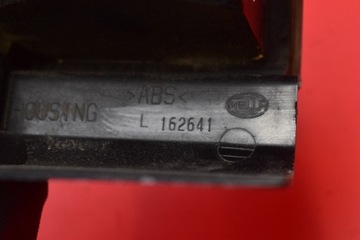 >ABS<
HOUSING
L 162641
HELLA